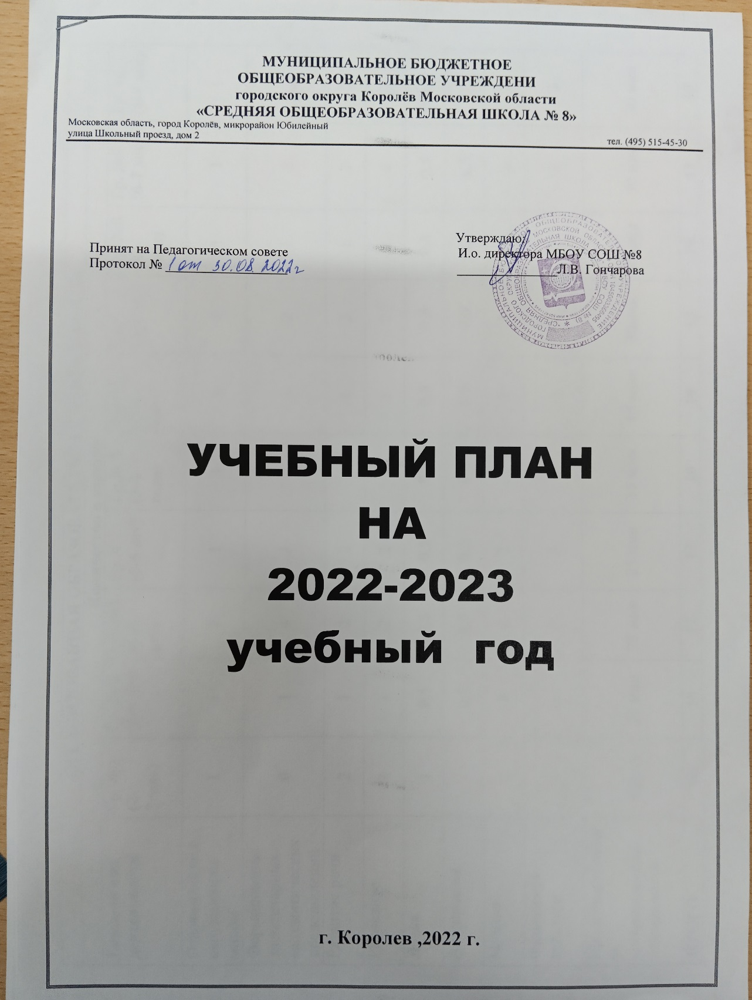 МУНИЦИПАЛЬНОЕ БЮДЖЕТНОЕ
ОБЩЕОБРАЗОВАТЕЛЬНОЕ УЧРЕЖДЕНИ
городского округа Королёв Московской области
«СРЕДНЯЯ ОБЩЕОБРАЗОВАТЕЛЬНАЯ ШКОЛА № 8»
Московская область, город Королёв, микрорайон Юбилейный
улица Школьный проезд, дом 2
тел. (495) 515-45-30
Принят на Педагогическом совете
Протокол № 1 от 30.08.2022г
Утверждаю:
И.о. директора МБОУ СОШ №8
Л.В. Гончарова
УЧЕБНЫЙ ПЛАН
НА
2022-2023
учебный год
г. Королев ,2022 г.